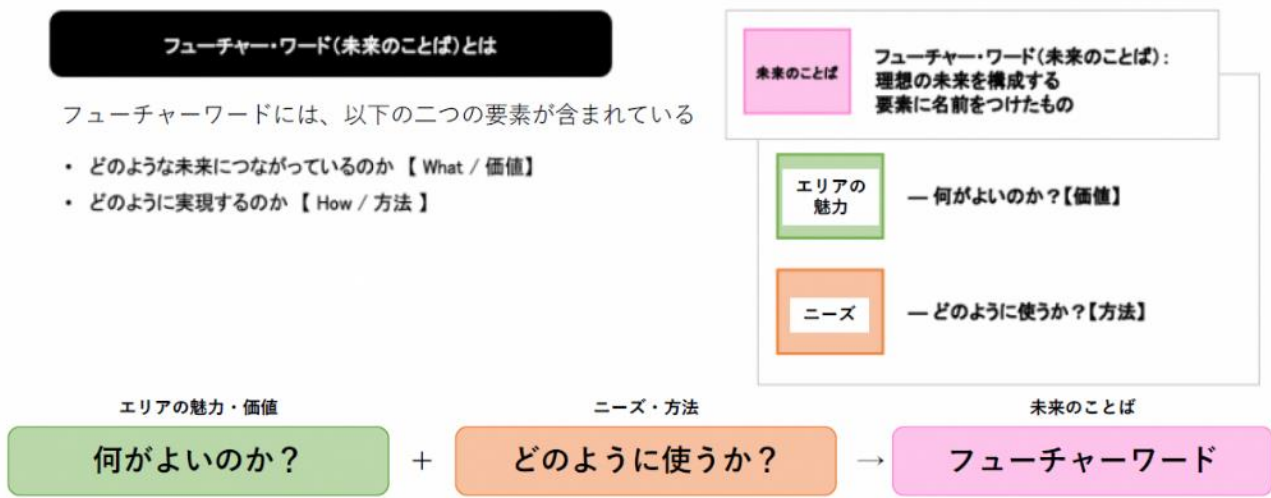 フューチャー・ワード(未来のことば)とは
フューチャーワードには、以下の二つの要素が含まれている
• どのような未来につながっているのか 【 What / 価値】
• どのように実現するのか 【 How / 方法 】
未来のことば
フューチャー・ワード(未来のことば):
理想の未来を構成する
要素に名前をつけたもの
エリアの
魅力
― 何がよいのか？【価値】
ニーズ
― どのように使うか？【方法】
エリアの魅力・価値
何がよいのか？
+
ニーズ・方法
どのように使うか？
→
未来のことば
フューチャーワード